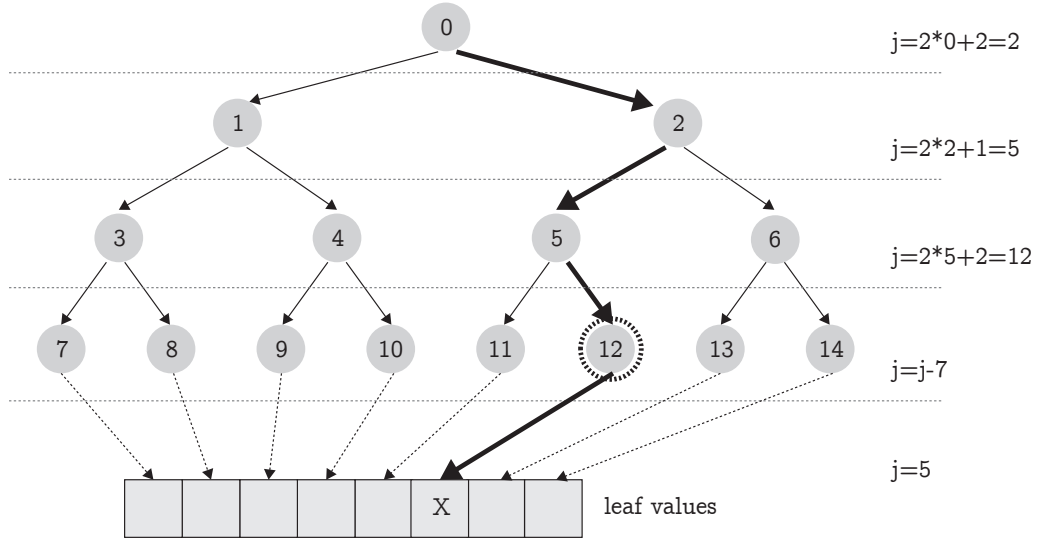 0
j=2*0+2=2
1 2
j=2*2+1=5
3 4 5 6
j=2*5+2=12
7 8 9 10 11 12 13 14
j=j-7
j=5
X
leaf values